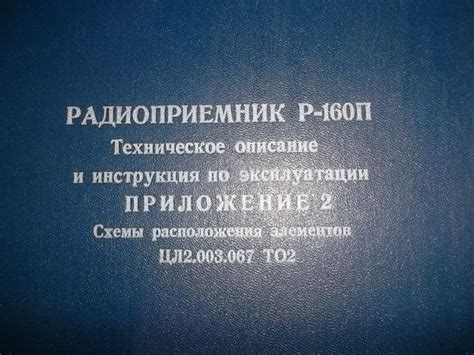 РАДИОПРИЕМНИК Р-160П
Техническое описание
и инструкция по эксплуатации
ПРИЛОЖЕНИЕ 2
Схемы расположения элементов
ЦЛ2.003.067 ТО2